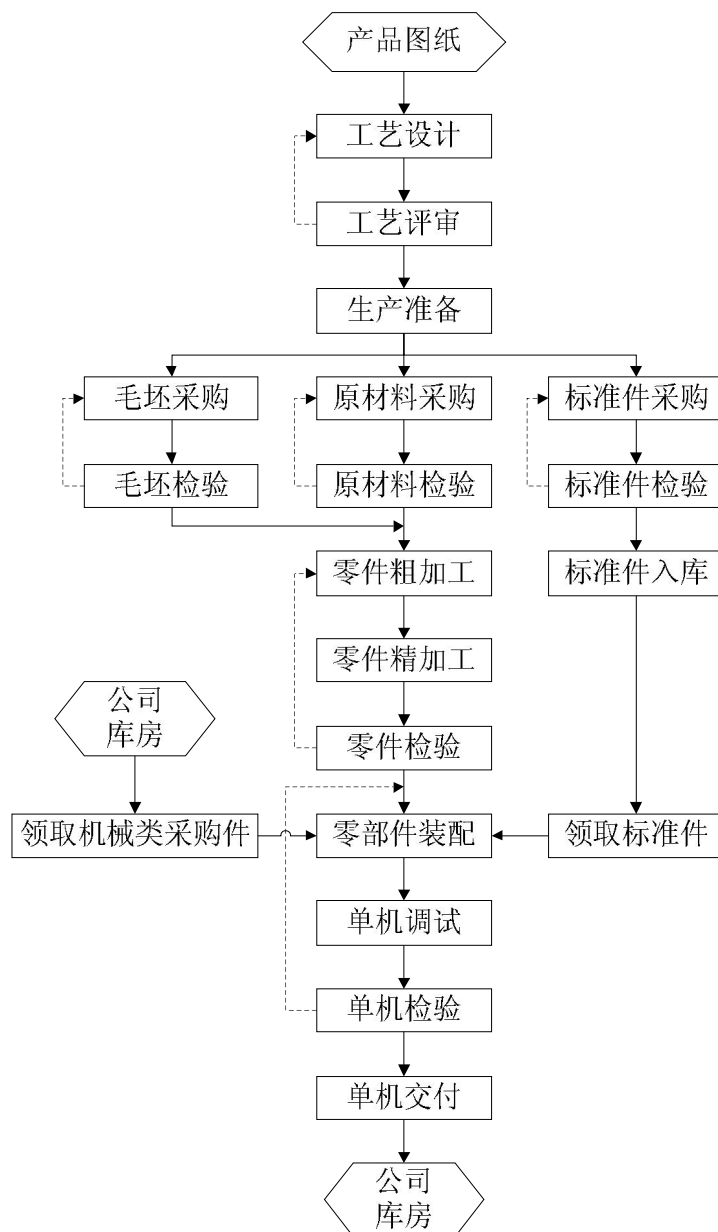 产品图纸
工艺设计
工艺评审
生产准备
毛坯采购
原材料采购
标准件采购
毛坯检验
原材料检验
标准件检验
零件粗加工
标准件入库
零件精加工
公司
库房
零件检验
领取机械类采购件
零部件装配
领取标准件
单机调试
单机检验
单机交付
公司
库房